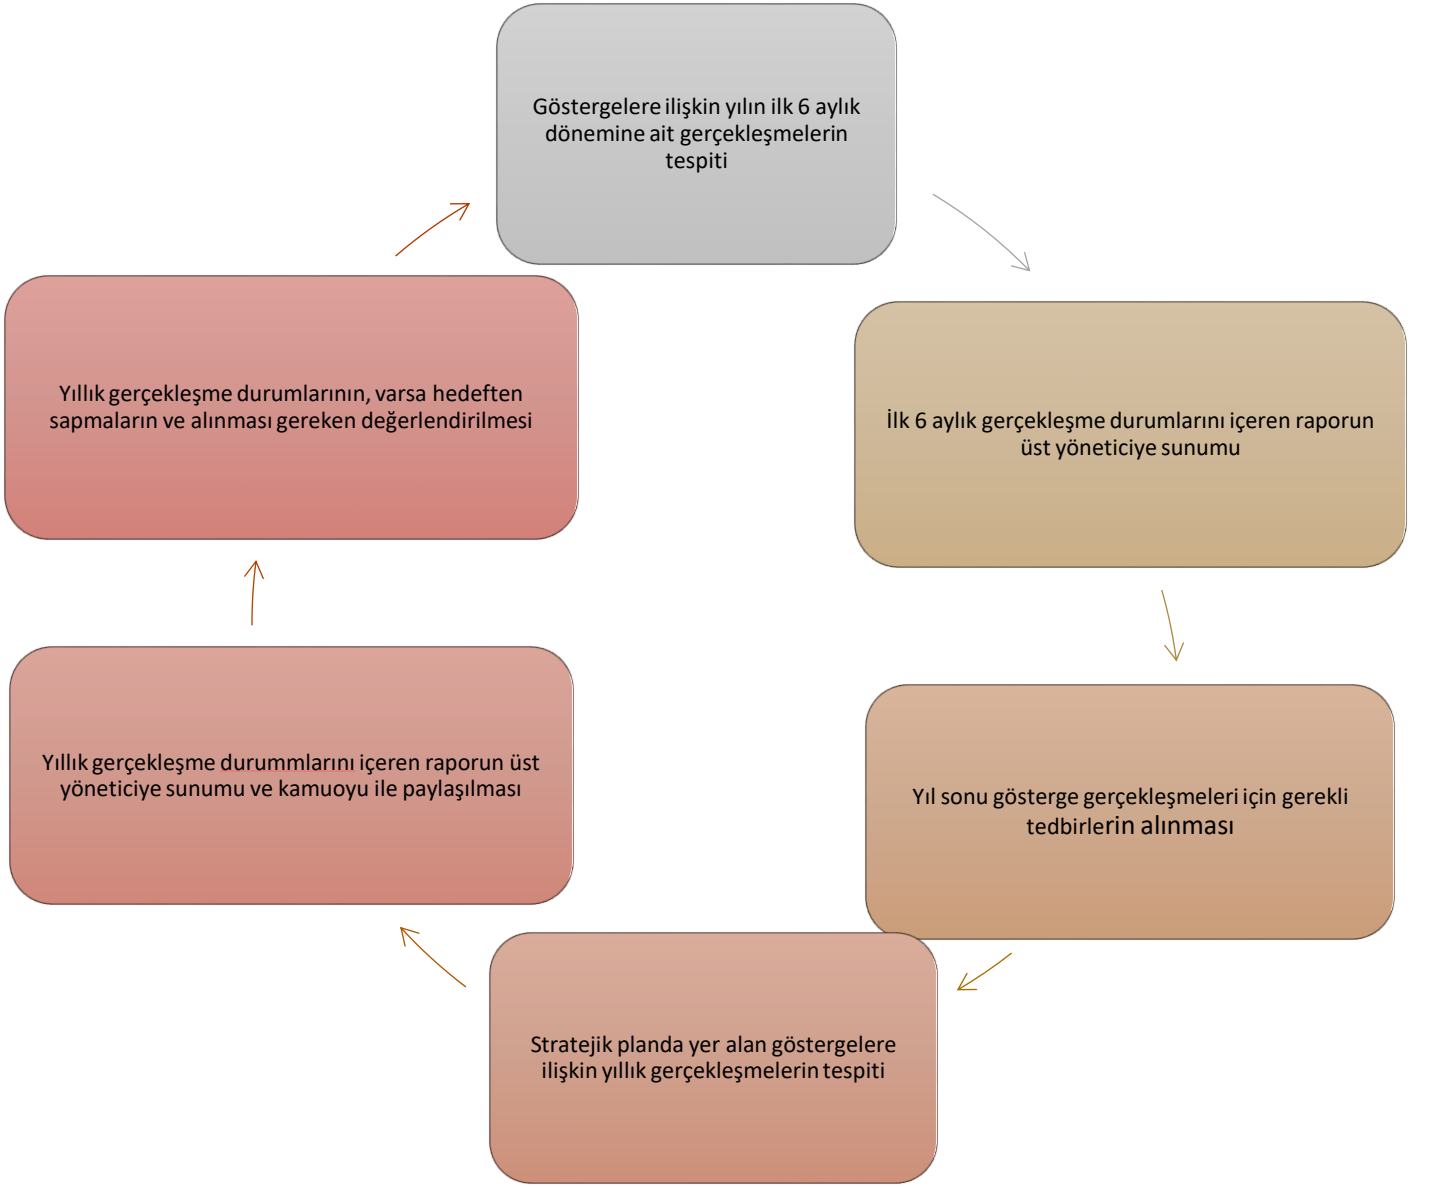 Göstergelere ilişkin yılın ilk 6 aylık
dönemine ait gerçekleşmelerin
tespiti
İlk 6 aylık gerçekleşme durumlarını içeren raporun
üst yöneticiye sunumu
Yıl sonu gösterge gerçekleşmeleri için gerekli
tedbirlerin alınması
Stratejik planda yer alan göstergelere
ilişkin yıllık gerçekleşmelerin tespiti
Yıllık gerçekleşme durummlarını içeren raporun üst
yöneticiye sunumu ve kamuoyu ile paylaşılması
Yıllık gerçekleşme durumlarının, varsa hedeften
sapmaların ve alınması gereken değerlendirilmesi